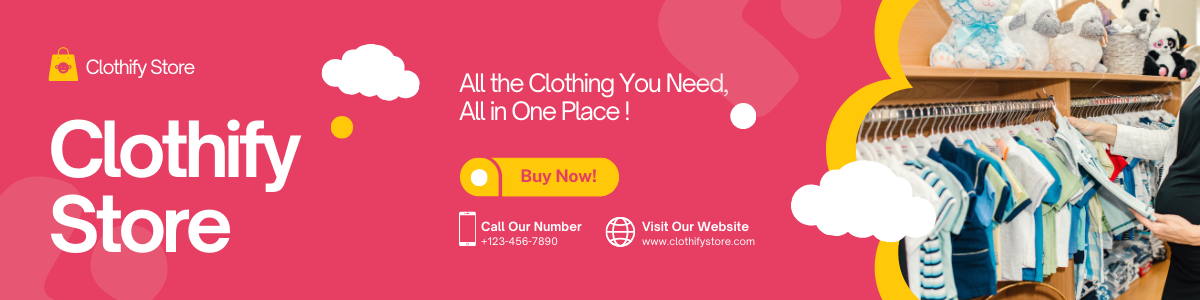 Clothify Store
Clothify
Store
All the Clothing You Need,
All in One Place !
Buy Now!
Call Our Number
+123-456-7890
Visit Our Website
www.clothifystore.com